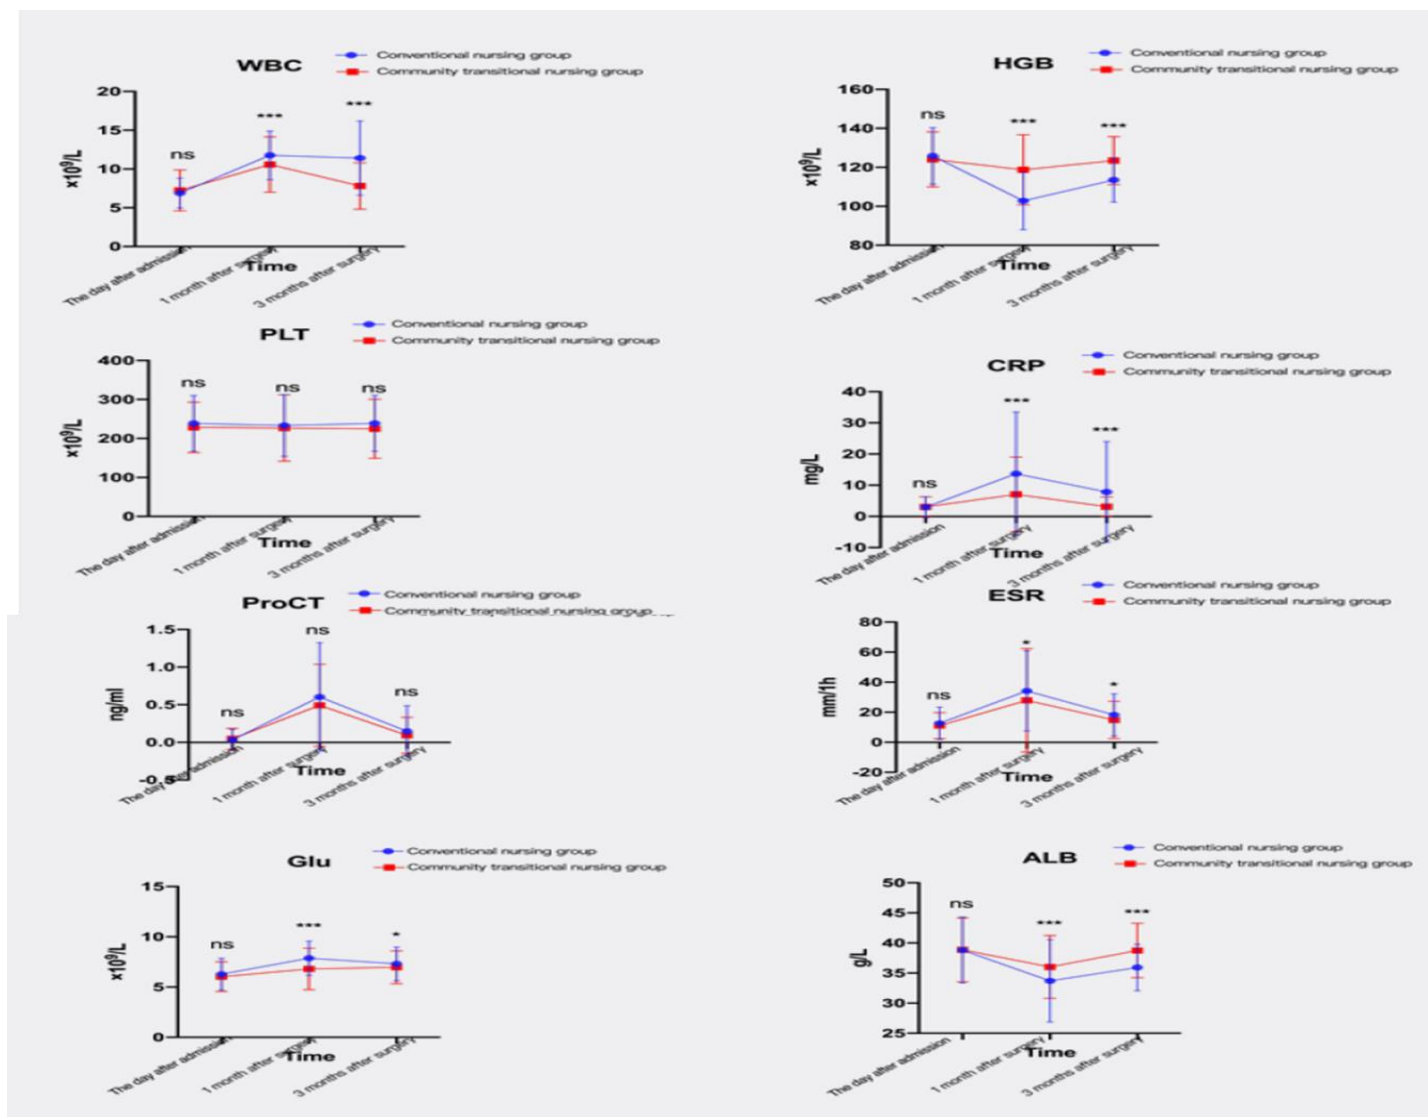 WBC
Conventional nursing group
Community transitional nursing group
20
15
10
5
0
×10⁹/L
ns
***
***
The day after admission
1 month after surgery
3 months after surgery
Time
HGB
Conventional nursing group
Community transitional nursing group
160
140
120
100
80
×10⁹/L
ns
***
***
The day after admission
1 month after surgery
3 months after surgery
Time
PLT
Conventional nursing group
Community transitional nursing group
400
300
200
100
0
×10⁹/L
ns
ns
ns
The day after admission
1 month after surgery
3 months after surgery
Time
CRP
Conventional nursing group
Community transitional nursing group
40
30
20
10
0
-10
mg/L
ns
***
***
The day after admission
1 month after surgery
3 months after surgery
Time
ProCT
Conventional nursing group
Community transitional nursing group
1.5
1.0
0.5
0.0
-0.5
ng/ml
ns
ns
ns
The day after admission
1 month after surgery
3 months after surgery
Time
ESR
Conventional nursing group
Community transitional nursing group
80
60
40
20
0
-20
mm/1h
ns
*
*
The day after admission
1 month after surgery
3 months after surgery
Time
Glu
Conventional nursing group
Community transitional nursing group
15
10
5
0
×10⁹/L
ns
***
*
The day after admission
1 month after surgery
3 months after surgery
Time
ALB
Conventional nursing group
Community transitional nursing group
50
45
40
35
30
25
g/L
ns
***
***
The day after admission
1 month after surgery
3 months after surgery
Time